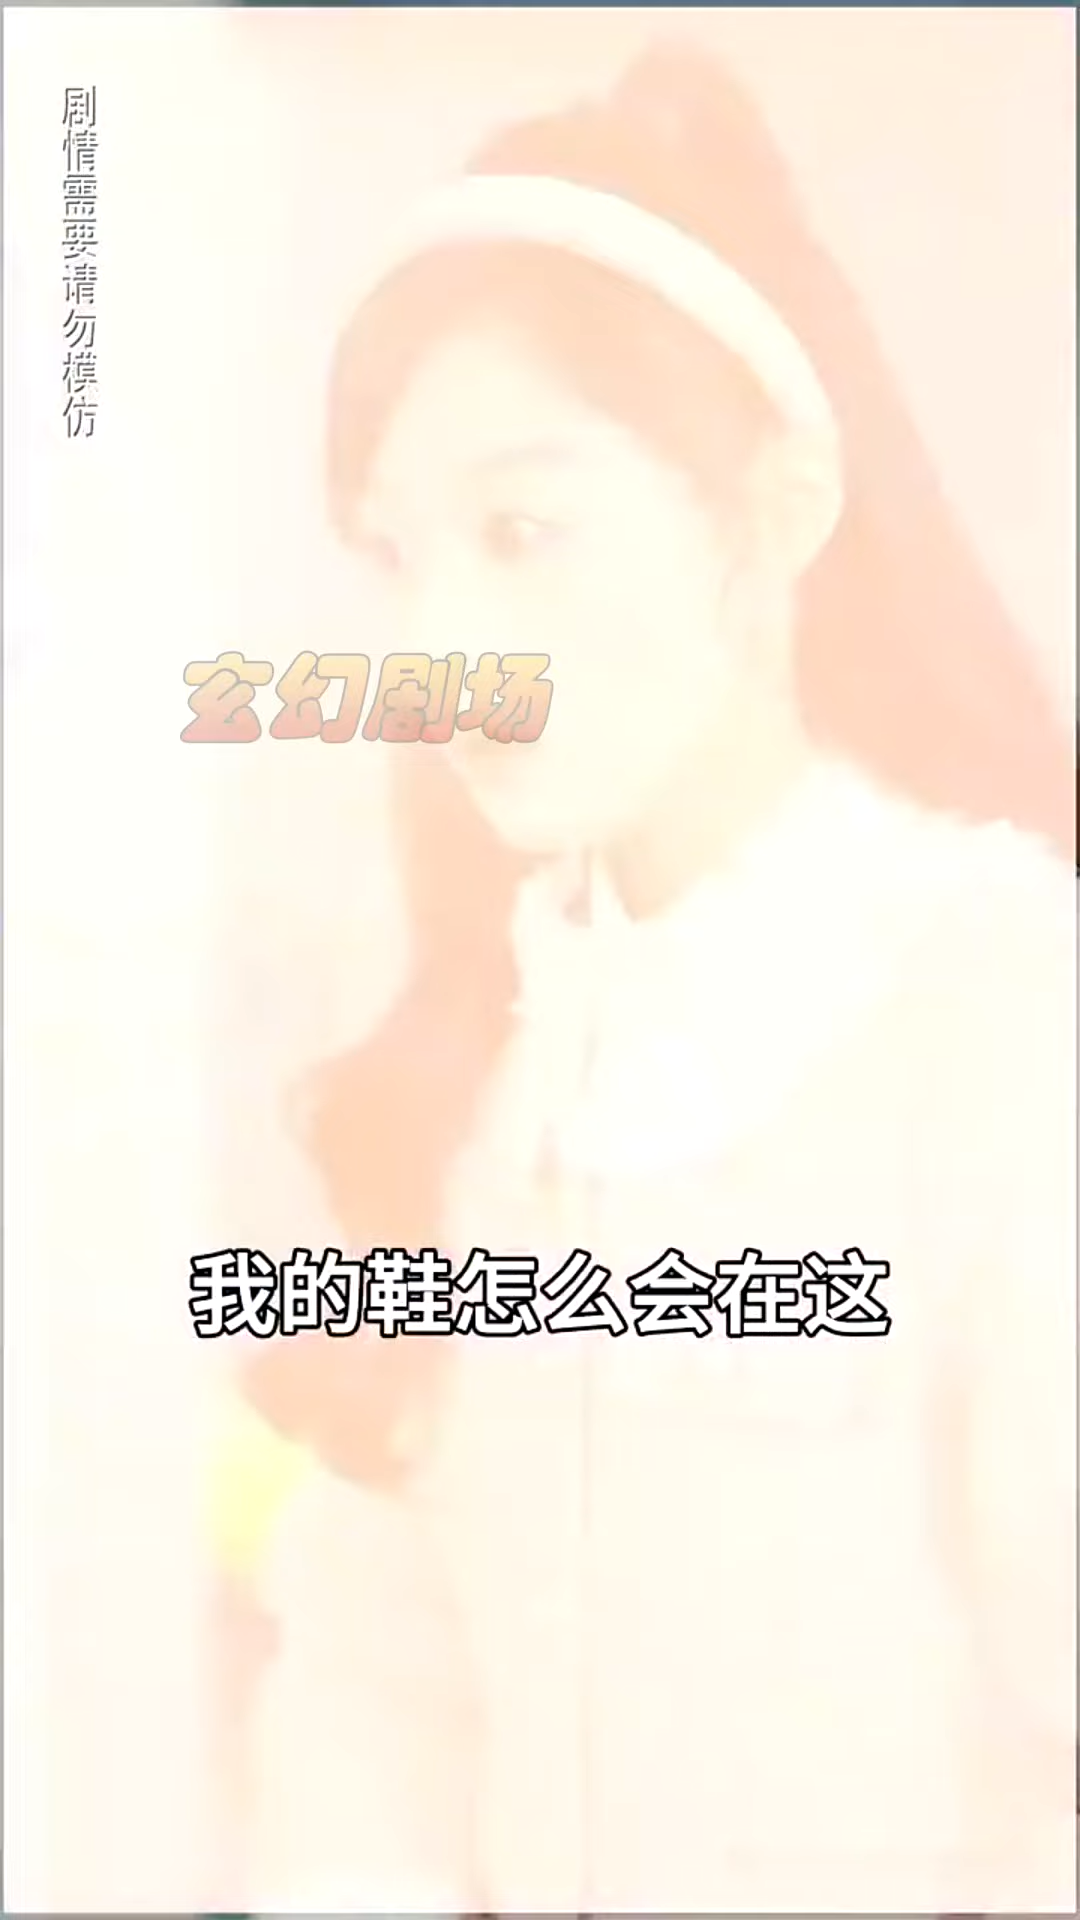 剧情需要请勿模仿
玄幻剧场
我的鞋怎么会在这